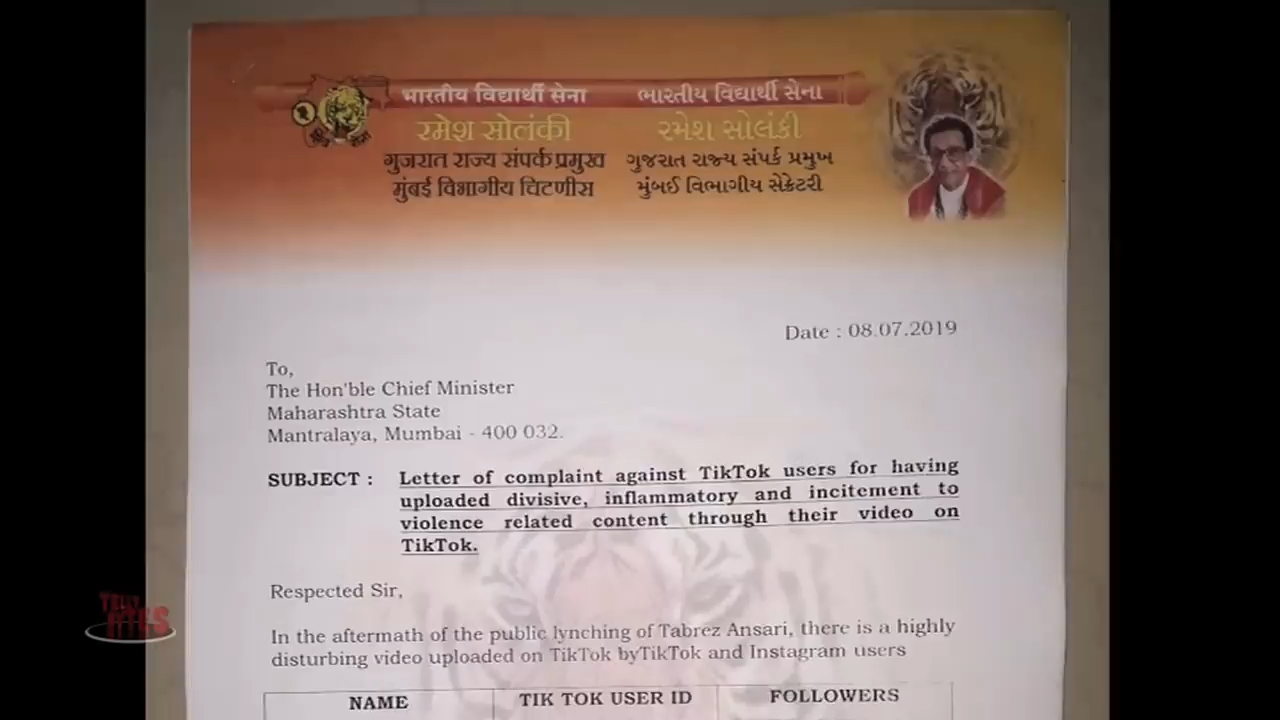 भारतीय विद्यार्थी सेना
ભારતીય વિદ્યાર્થી સેના
રમેશ સોલંકી
રમેશ સોલંકી
गुजरात राज्य संपर्क प्रमुख
ગુજરાત રાજ્ય સંપર્ક પ્રમુખ
मुंबई विभागीय चिटणीस
મુંબઈ વિભાગીય સેક્રેટરી
Date : 08.07.2019
To,
The Hon'ble Chief Minister
Maharashtra State
Mantralaya, Mumbai - 400 032.
SUBJECT : Letter of complaint against TikTok users for having
uploaded divisive, inflammatory and incitement to
violence related content through their video on
TikTok.
Respected Sir,
In the aftermath of the public lynching of Tabrez Ansari, there is a highly
disturbing video uploaded on TikTok byTikTok and Instagram users
NAME TIK TOK USER ID FOLLOWERS